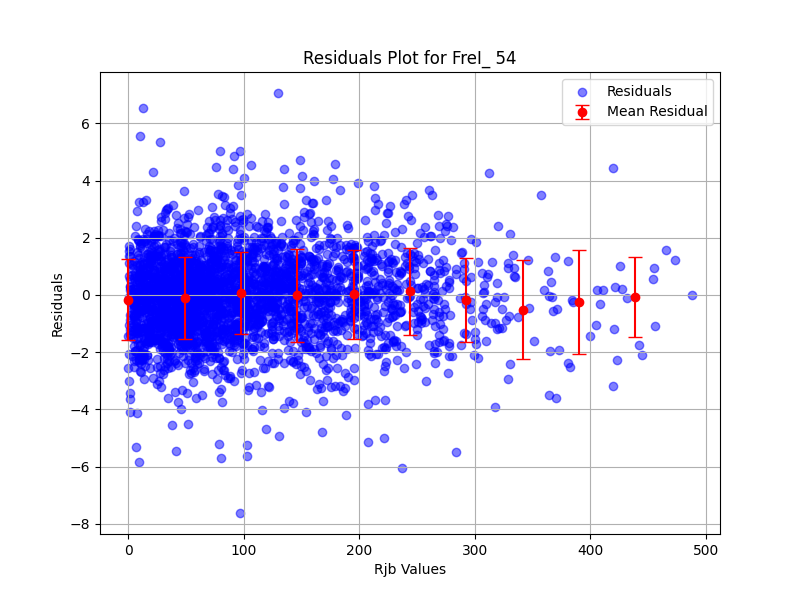 Residuals Plot for FreI_ 54
Residuals
Mean Residual
6
4
2
0
−2
−4
−6
−8
Residuals
0 100 200 300 400 500
Rjb Values